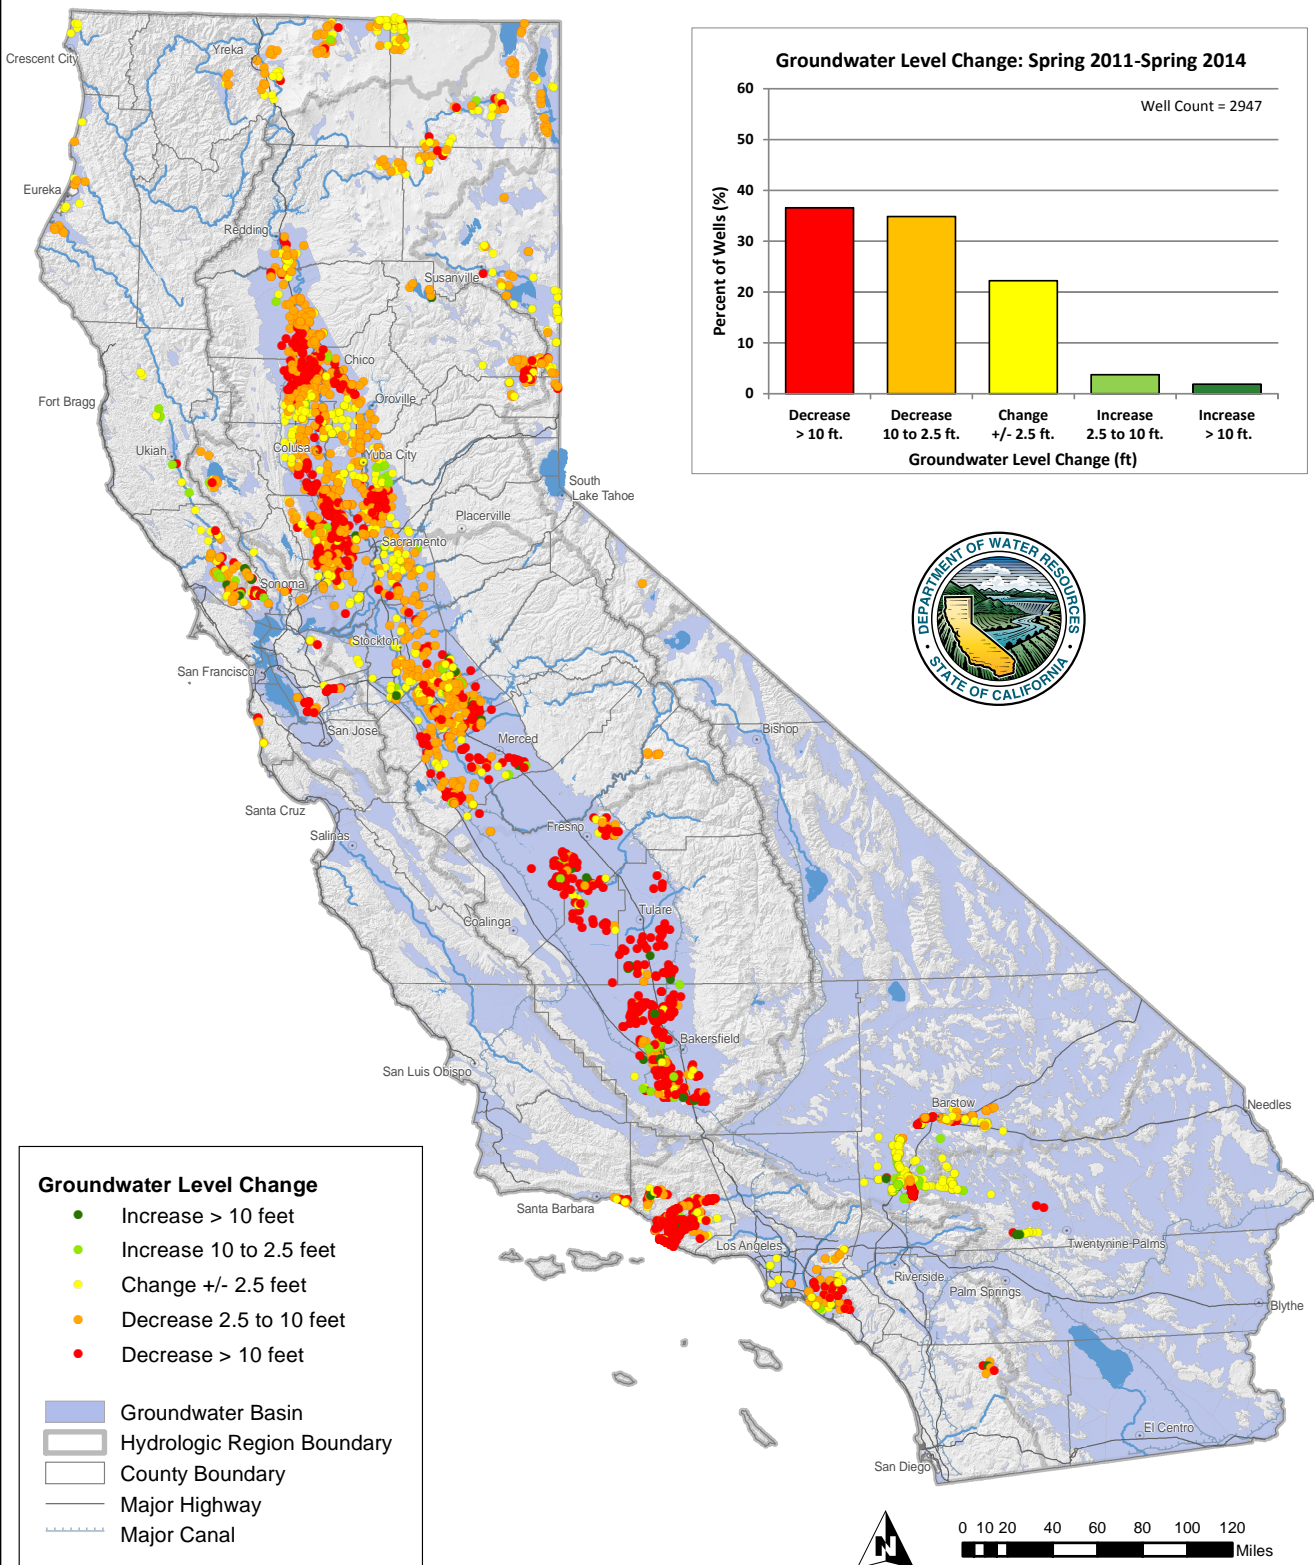 Groundwater Level Change: Spring 2011-Spring 2014
Well Count = 2947
Percent of Wells (%)
60
50
40
30
20
10
0
Decrease > 10 ft.
Decrease 10 to 2.5 ft.
Change +/- 2.5 ft.
Increase 2.5 to 10 ft.
Increase > 10 ft.
Groundwater Level Change (ft)
DEPARTMENT OF WATER RESOURCES
STATE OF CALIFORNIA
Crescent City
Yreka
Eureka
Redding
Susanville
Chico
Fort Bragg
Oroville
Ukiah
Colusa
Yuba City
South
Lake Tahoe
Placerville
Sacramento
Sonoma
Stockton
San Francisco
San Jose
Merced
Bishop
Santa Cruz
Salinas
Fresno
Tulare
Coalinga
Bakersfield
San Luis Obispo
Barstow
Needles
Santa Barbara
Los Angeles
Twentynine Palms
Riverside
Palm Springs
Blythe
El Centro
San Diego
Groundwater Level Change
Increase > 10 feet
Increase 10 to 2.5 feet
Change +/- 2.5 feet
Decrease 2.5 to 10 feet
Decrease > 10 feet
Groundwater Basin
Hydrologic Region Boundary
County Boundary
Major Highway
Major Canal
N
0 10 20 40 60 80 100 120
Miles